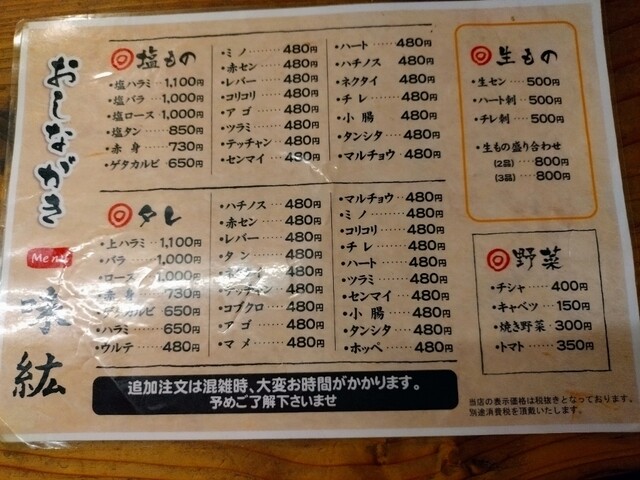 おしながき
Menu
紘
◎塩もの
・塩ハラミ…1,100円
・塩バラ…1,000円
・塩ロース…1,000円
・塩タン……850円
・赤身……730円
・ゲタカルビ…650円
・ミノ………480円
・赤セン……480円
・レバー……480円
・コリコリ……480円
・アゴ………480円
・ツラミ……480円
・テッチャン…480円
・センマイ……480円
・ハート……480円
・ハチノス…480円
・ネクタイ…480円
・チレ……480円
・小腸……480円
・タンシタ…480円
・マルチョウ…480円
◎タレ
・上ハラミ…1,100円
・バラ……1,000円
・ロース…1,000円
・赤身……730円
・ゲタカルビ…650円
・ハラミ……650円
・ウルテ……480円
・ハチノス……480円
・赤セン……480円
・レバー……480円
・タン………480円
・ネクタイ……480円
・テッチャン…480円
・コブクロ……480円
・アゴ………480円
・マメ………480円
・マルチョウ…480円
・ミノ………480円
・コリコリ……480円
・チレ………480円
・ハート……480円
・ツラミ……480円
・センマイ……480円
・小腸………480円
・タンシタ……480円
・ホッペ……480円
◎生もの
・生セン…500円
・ハート刺…500円
・チレ刺…500円
・生もの盛り合わせ
(2品)……800円
(3品)……800円
◎野菜
・チシャ……400円
・キャベツ…150円
・焼き野菜…300円
・トマト……350円
追加注文は混雑時、大変お時間がかかります。
予めご了解下さいませ
当店の表示価格は税抜きとなっております。
別途消費税を頂戴いたします。